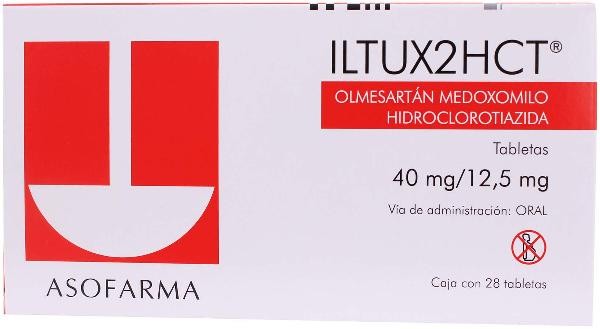 ILTUX2HCT®
OLMESARTÁN MEDOXOMILO
HIDROCLOROTIAZIDA
Tabletas
40 mg/12,5 mg
Vía de administración: ORAL
Caja con 28 tabletas
ASOFARMA